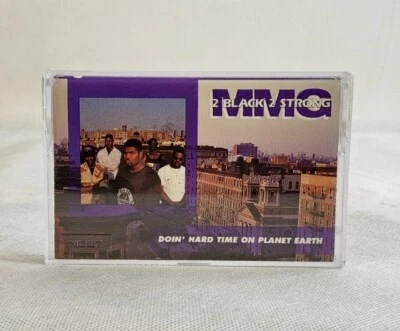 2 BLACK 2 STRONG
MMG
DOIN' HARD TIME ON PLANET EARTH